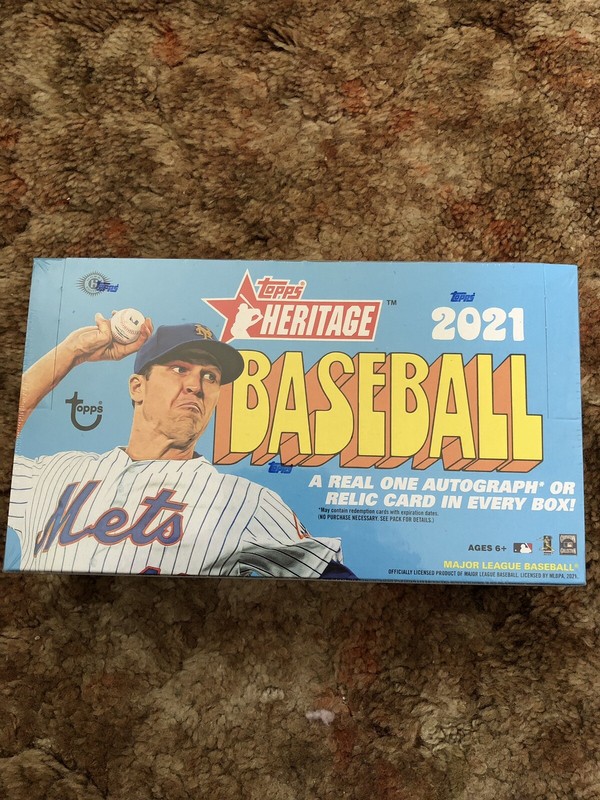 Topps
HERITAGE™
Topps
2021
BASEBALL
Topps
Topps®
NY
Mets
A REAL ONE AUTOGRAPH* OR
RELIC CARD IN EVERY BOX!
*May contain redemption cards with expiration dates.
(NO PURCHASE NECESSARY. SEE PACK FOR DETAILS.)
AGES 6+
MAJOR LEAGUE BASEBALL®
OFFICIALLY LICENSED PRODUCT OF MAJOR LEAGUE BASEBALL. LICENSED BY MLBPA, 2021.